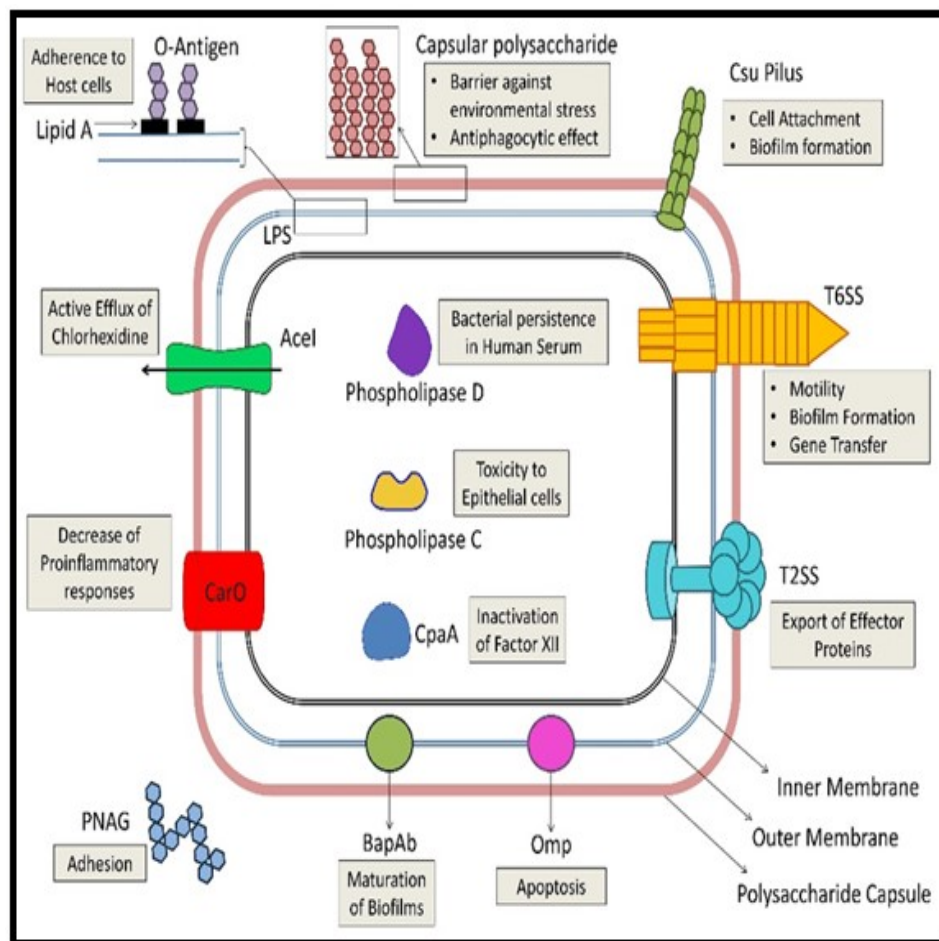 Adherence to
Host cells
O-Antigen
Lipid A
Capsular polysaccharide
• Barrier against
environmental stress
• Antiphagocytic effect
Csu Pilus
• Cell Attachment
• Biofilm formation
LPS
Active Efflux of
Chlorhexidine
AceI
Phospholipase D
Bacterial persistence
in Human Serum
T6SS
• Motility
• Biofilm Formation
• Gene Transfer
Phospholipase C
Toxicity to
Epithelial cells
Decrease of
Proinflammatory
responses
CarO
CpaA
Inactivation
of Factor XII
T2SS
Export of Effector
Proteins
PNAG
Adhesion
BapAb
Maturation
of Biofilms
Omp
Apoptosis
Inner Membrane
Outer Membrane
Polysaccharide Capsule